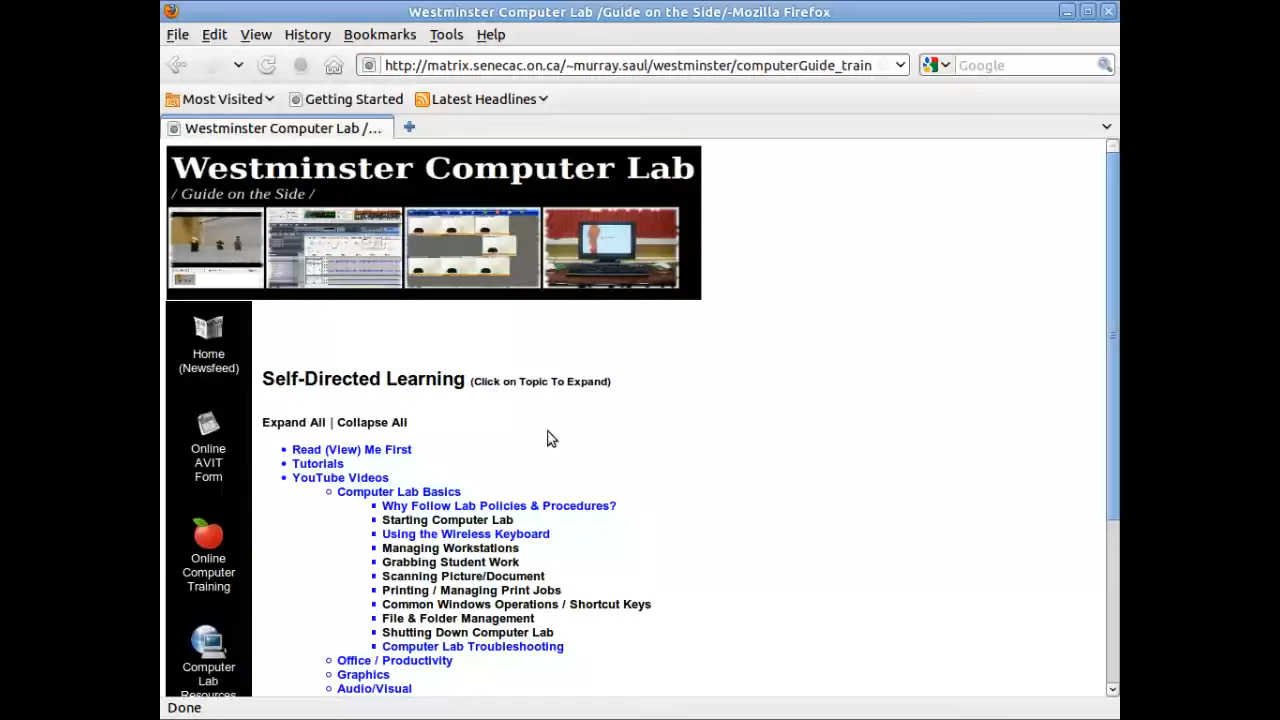 Westminster Computer Lab /Guide on the Side/-Mozilla Firefox
File Edit View History Bookmarks Tools Help
http://matrix.senecac.on.ca/~murray.saul/westminster/computerGuide_train
Google
Most Visited Getting Started Latest Headlines
Westminster Computer Lab /...
Westminster Computer Lab
/ Guide on the Side /
Home
(Newsfeed)
Online
AVIT
Form
Online
Computer
Training
Computer
Lab
Resources
Self-Directed Learning (Click on Topic To Expand)
Expand All | Collapse All
Read (View) Me First
Tutorials
YouTube Videos
Computer Lab Basics
Why Follow Lab Policies & Procedures?
Starting Computer Lab
Using the Wireless Keyboard
Managing Workstations
Grabbing Student Work
Scanning Picture/Document
Printing / Managing Print Jobs
Common Windows Operations / Shortcut Keys
File & Folder Management
Shutting Down Computer Lab
Computer Lab Troubleshooting
Office / Productivity
Graphics
Audio/Visual
Done